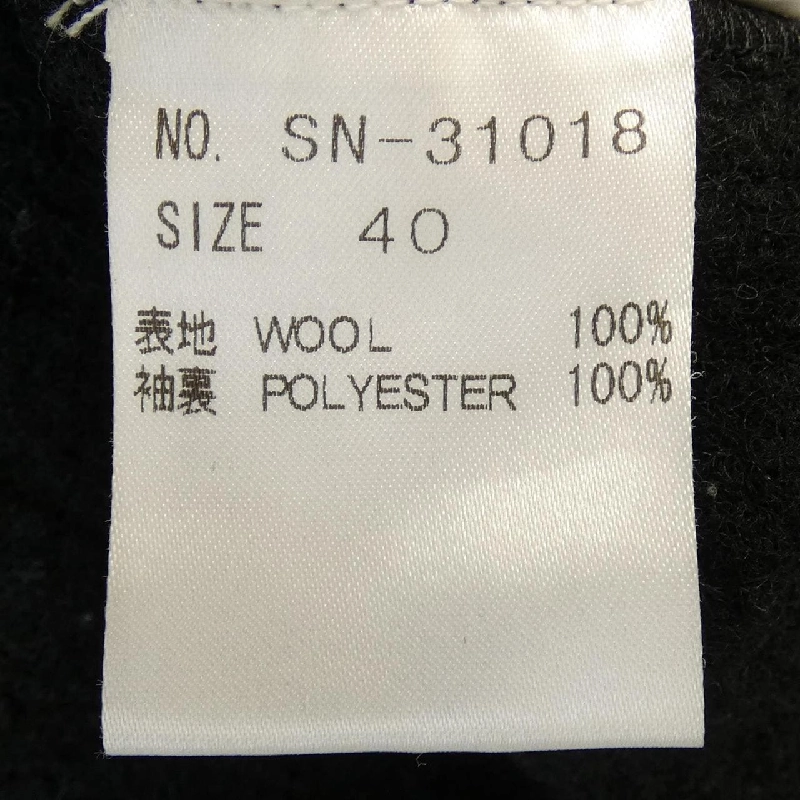 NO. SN-31018
SIZE 40
表地 WOOL 100%
袖裏 POLYESTER 100%